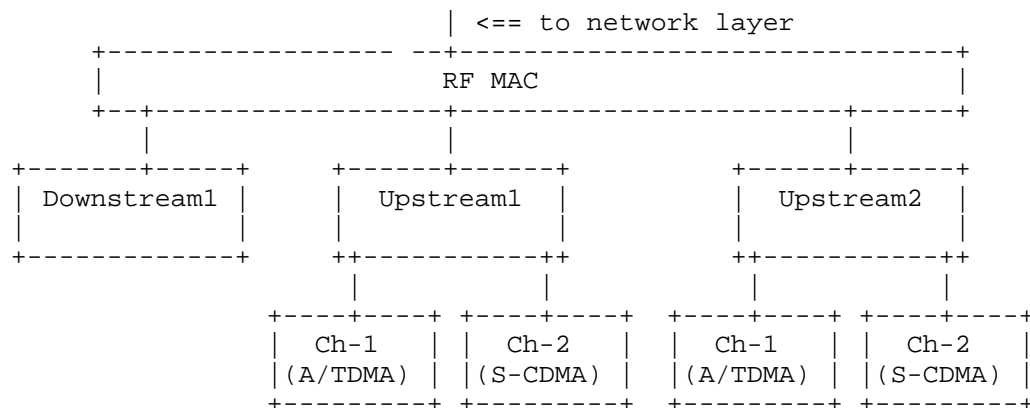 | <== to network layer
+------------------ --+--------------------------------+
| RF MAC |
+--+-------------------+-------------------------+------+
| | |
+-------+------+ +-------+------+ +-------+------+
| Downstream1 | | Upstream1 | | Upstream2 |
| | | | | |
+--------------+ ++-----------++ ++-----------++
| | | |
+----+----+ +----+----+ +----+----+ +----+----+
| Ch-1 | | Ch-2 | | Ch-1 | | Ch-2 |
|(A/TDMA) | |(S-CDMA) | |(A/TDMA) | |(S-CDMA) |
+---------+ +---------+ +---------+ +---------+